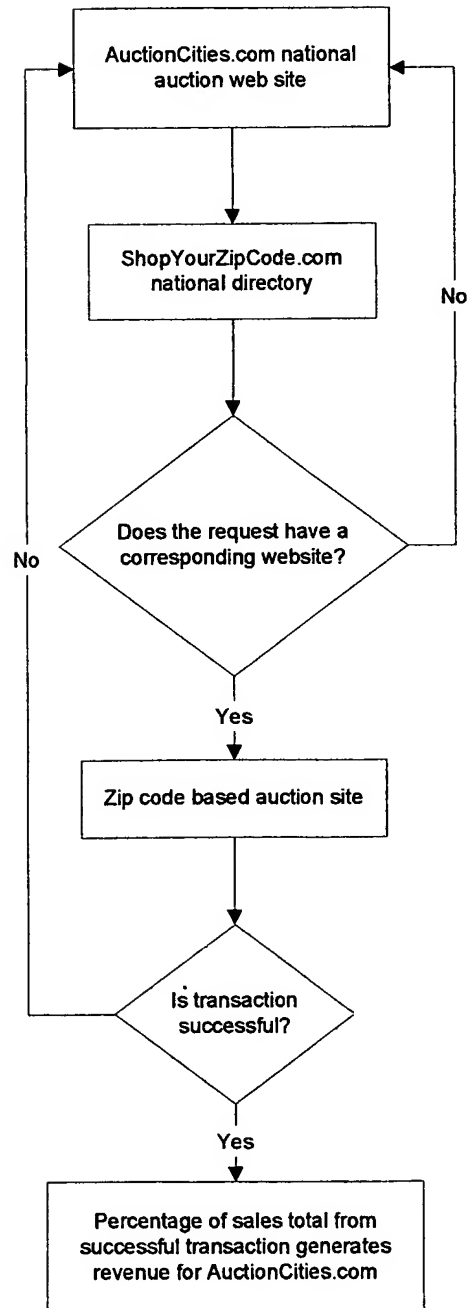 AuctionCities.com national
auction web site
ShopYourZipCode.com
national directory
No
Does the request have a
corresponding website?
No
Yes
Zip code based auction site
Is transaction
successful?
Yes
Percentage of sales total from
successful transaction generates
revenue for AuctionCities.com